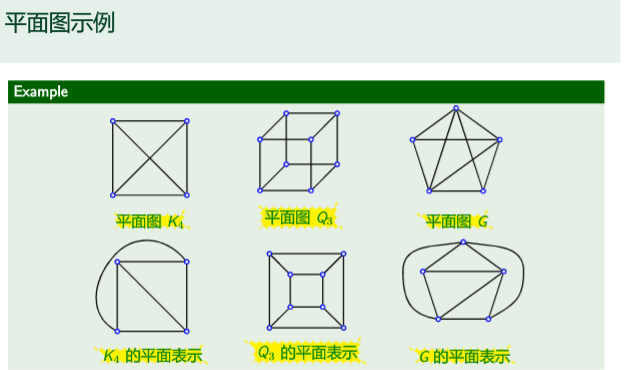 平面图示例
Example
平面图 K₄
平面图 Q₃
平面图 G
K₄ 的平面表示
Q₃ 的平面表示
G 的平面表示